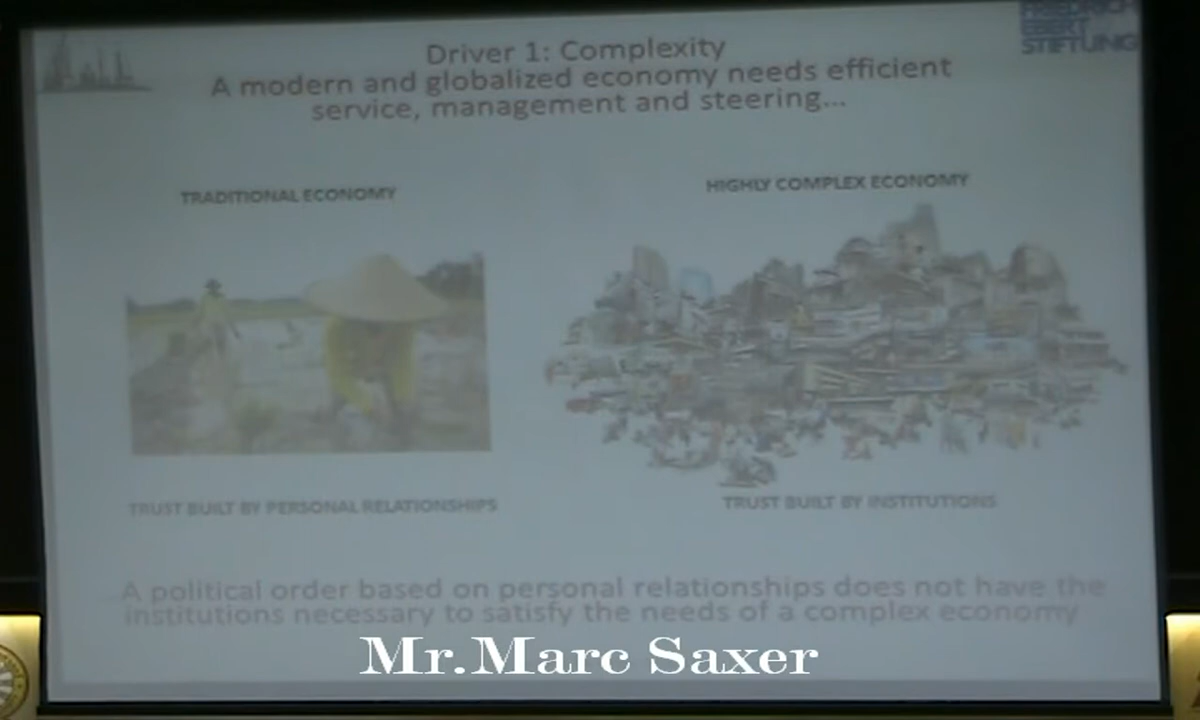 FRIEDRICH
EBERT
STIFTUNG
Driver 1: Complexity
A modern and globalized economy needs efficient
service, management and steering...
TRADITIONAL ECONOMY
HIGHLY COMPLEX ECONOMY
TRUST BUILT BY PERSONAL RELATIONSHIPS
TRUST BUILT BY INSTITUTIONS
A political order based on personal relationships does not have the
institutions necessary to satisfy the needs of a complex economy
Mr.Marc Saxer